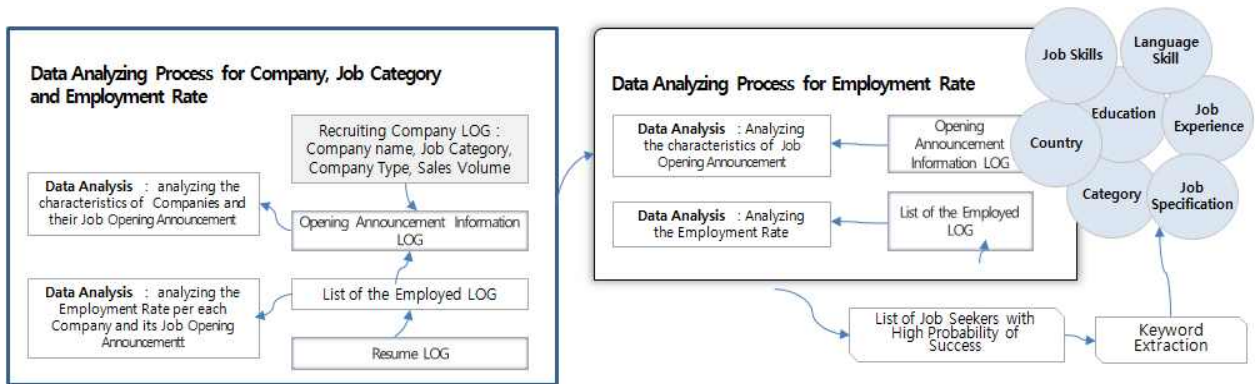 Data Analyzing Process for Company, Job Category
and Employment Rate
Recruiting Company LOG :
Company name, Job Category,
Company Type, Sales Volume
Data Analysis : analyzing the
characteristics of Companies and
their Job Opening Announcement
Opening Announcement Information
LOG
Data Analysis : analyzing the
Employment Rate per each
Company and its Job Opening
Announcementt
List of the Employed LOG
Resume LOG
Data Analyzing Process for Employment Rate
Data Analysis : Analyzing
the characteristics of Job
Opening Announcement
Opening
Announcement
Information LOG
Data Analysis : Analyzing
the Employment Rate
List of the Employed
LOG
Job Skills
Language
Skill
Education
Job
Experience
Country
Category
Job
Specification
List of Job Seekers with
High Probability of
Success
Keyword
Extraction